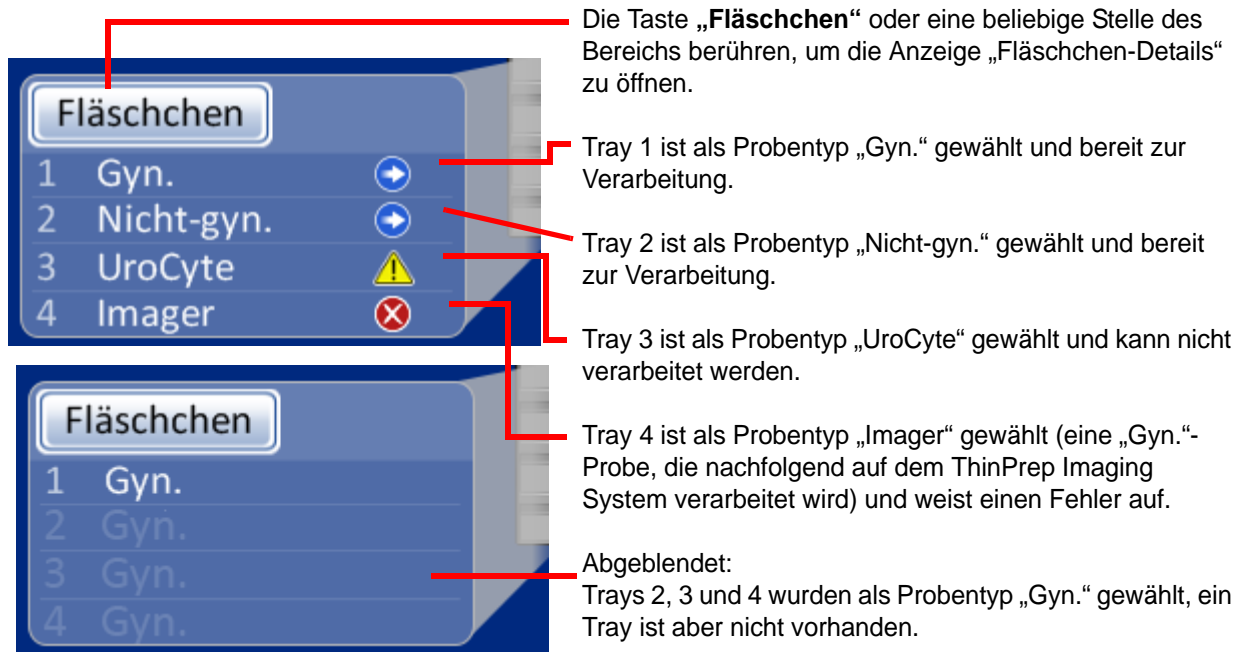 Die Taste „Fläschchen“ oder eine beliebige Stelle des
Bereichs berühren, um die Anzeige „Fläschchen-Details“
zu öffnen.
Fläschchen
1 Gyn.
2 Nicht-gyn.
3 UroCyte
4 Imager
Tray 1 ist als Probentyp „Gyn.“ gewählt und bereit zur
Verarbeitung.
Tray 2 ist als Probentyp „Nicht-gyn.“ gewählt und bereit
zur Verarbeitung.
Tray 3 ist als Probentyp „UroCyte“ gewählt und kann nicht
verarbeitet werden.
Tray 4 ist als Probentyp „Imager“ gewählt (eine „Gyn.“-
Probe, die nachfolgend auf dem ThinPrep Imaging
System verarbeitet wird) und weist einen Fehler auf.
Fläschchen
1 Gyn.
2 Gyn.
3 Gyn.
4 Gyn.
Abgeblendet:
Trays 2, 3 und 4 wurden als Probentyp „Gyn.“ gewählt, ein
Tray ist aber nicht vorhanden.